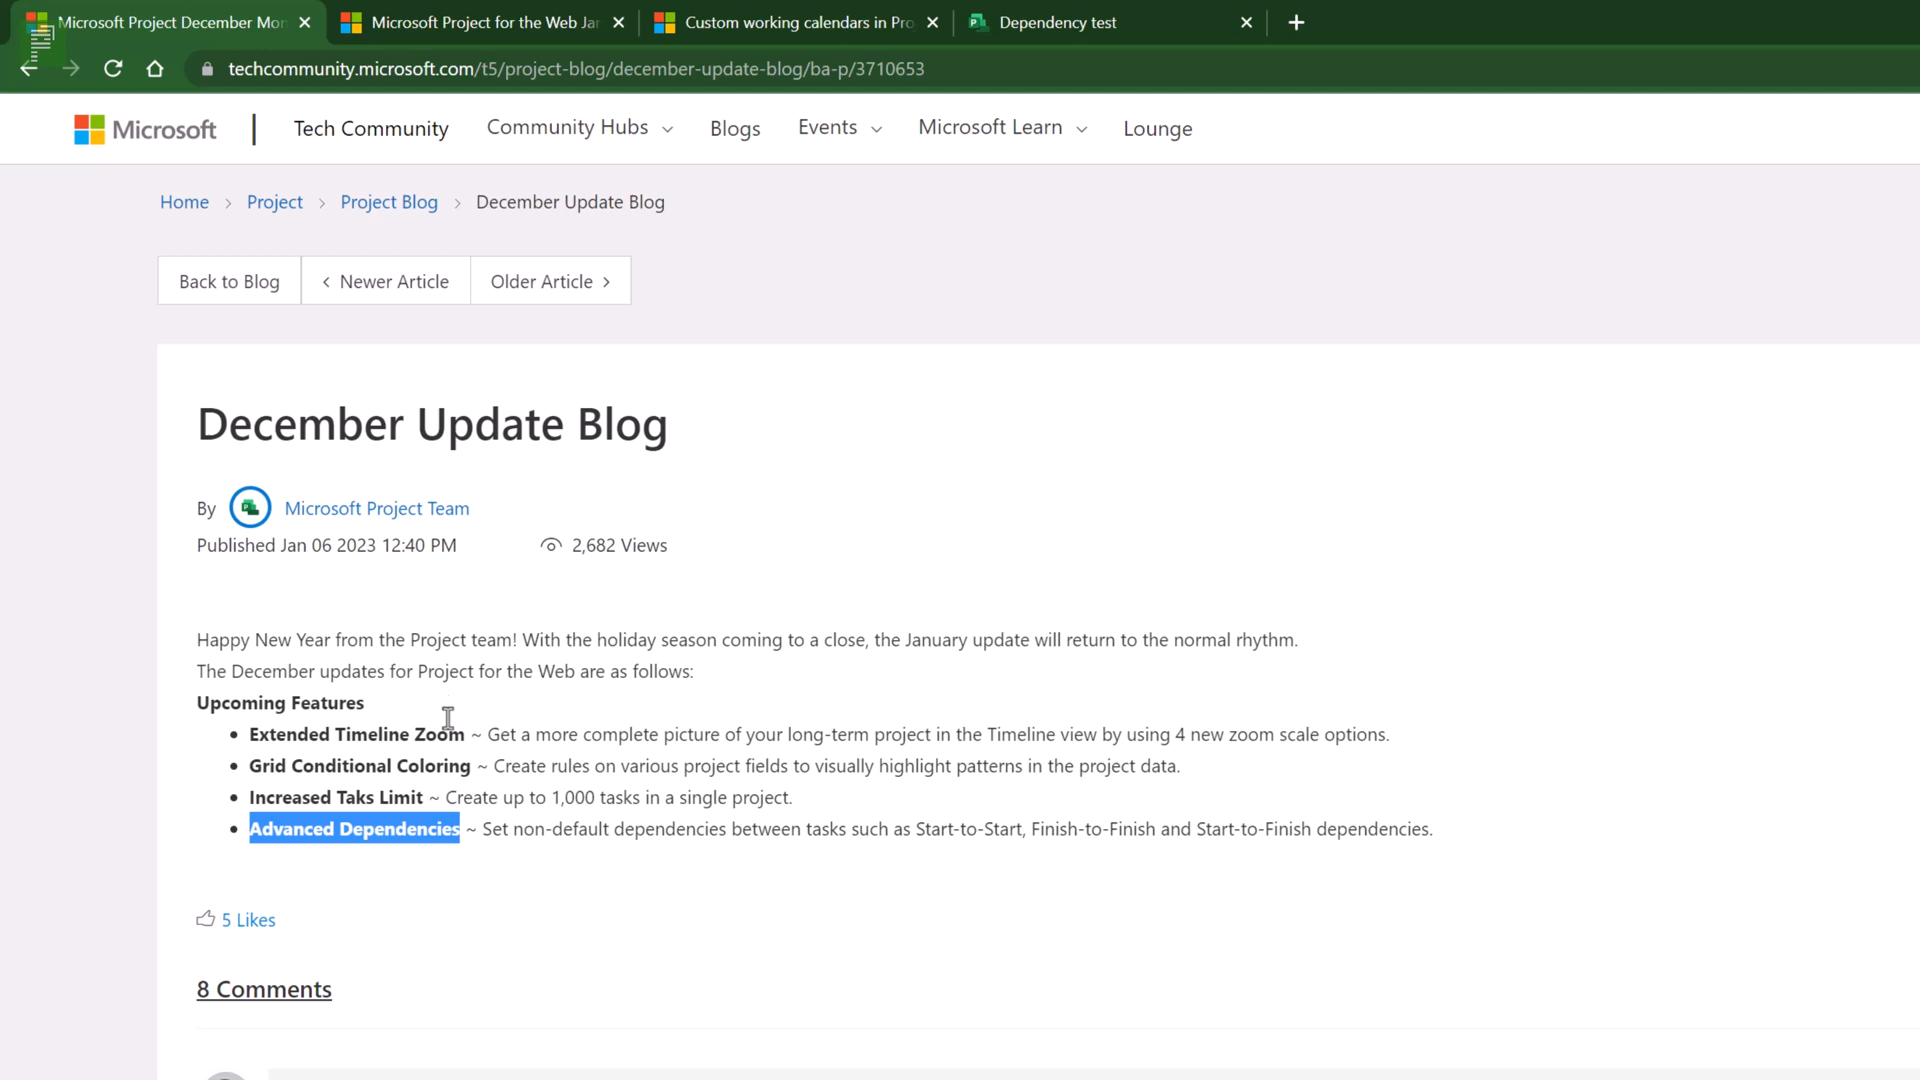 Microsoft Project December Mon
Microsoft Project for the Web Jan
Custom working calendars in Pro
Dependency test
techcommunity.microsoft.com/t5/project-blog/december-update-blog/ba-p/3710653
Microsoft
Tech Community
Community Hubs
Blogs
Events
Microsoft Learn
Lounge
Home > Project > Project Blog > December Update Blog
Back to Blog
< Newer Article
Older Article >
December Update Blog
By Microsoft Project Team
Published Jan 06 2023 12:40 PM
2,682 Views
Happy New Year from the Project team! With the holiday season coming to a close, the January update will return to the normal rhythm.
The December updates for Project for the Web are as follows:
Upcoming Features
• Extended Timeline Zoom ~ Get a more complete picture of your long-term project in the Timeline view by using 4 new zoom scale options.
• Grid Conditional Coloring ~ Create rules on various project fields to visually highlight patterns in the project data.
• Increased Taks Limit ~ Create up to 1,000 tasks in a single project.
• Advanced Dependencies ~ Set non-default dependencies between tasks such as Start-to-Start, Finish-to-Finish and Start-to-Finish dependencies.
5 Likes
8 Comments